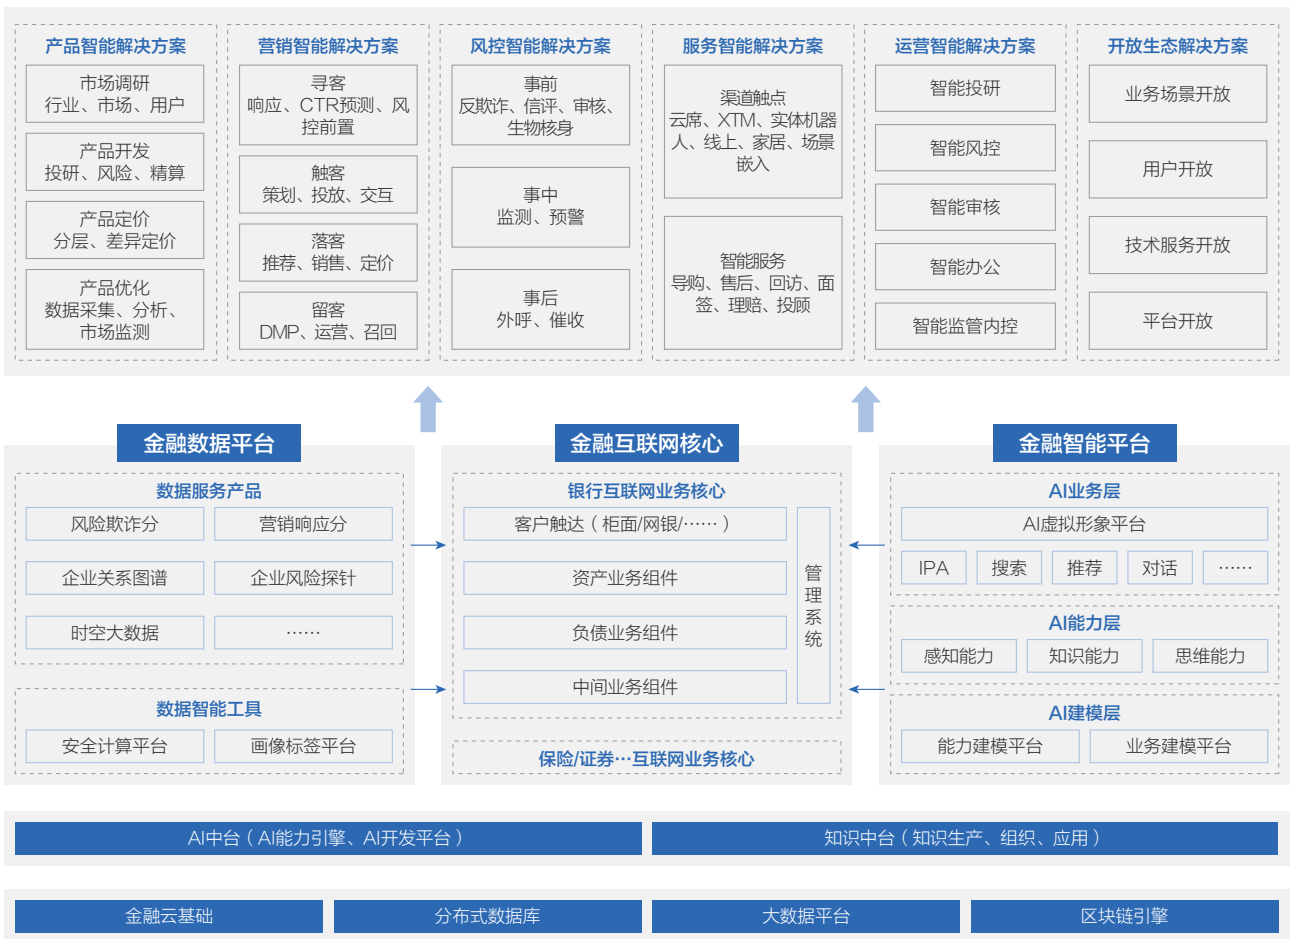 产品智能解决方案
市场调研
行业、市场、用户
产品开发
投研、风险、精算
产品定价
分层、差异定价
产品优化
数据采集、分析、
市场监测
营销智能解决方案
寻客
响应、CTR预测、风
控前置
触客
策划、投放、交互
落客
推荐、销售、定价
留客
DMP、运营、召回
风控智能解决方案
事前
反欺诈、信评、审核、
生物核身
事中
监测、预警
事后
外呼、催收
服务智能解决方案
渠道触点
云席、XTM、实体机器
人、线上、家居、场景
嵌入
智能服务
导购、售后、回访、面
签、理赔、投顾
运营智能解决方案
智能投研
智能风控
智能审核
智能办公
智能监管内控
开放生态解决方案
业务场景开放
用户开放
技术服务开放
平台开放
金融数据平台
数据服务产品
风险欺诈分
营销响应分
企业关系图谱
企业风险探针
时空大数据
……
数据智能工具
安全计算平台
画像标签平台
金融互联网核心
银行互联网业务核心
客户触达（柜面/网银/……）
资产业务组件
负债业务组件
中间业务组件
管理系统
保险/证券…互联网业务核心
金融智能平台
AI业务层
AI虚拟形象平台
IPA
搜索
推荐
对话
……
AI能力层
感知能力
知识能力
思维能力
AI建模层
能力建模平台
业务建模平台
AI中台（AI能力引擎、AI开发平台）
知识中台（知识生产、组织、应用）
金融云基础
分布式数据库
大数据平台
区块链引擎